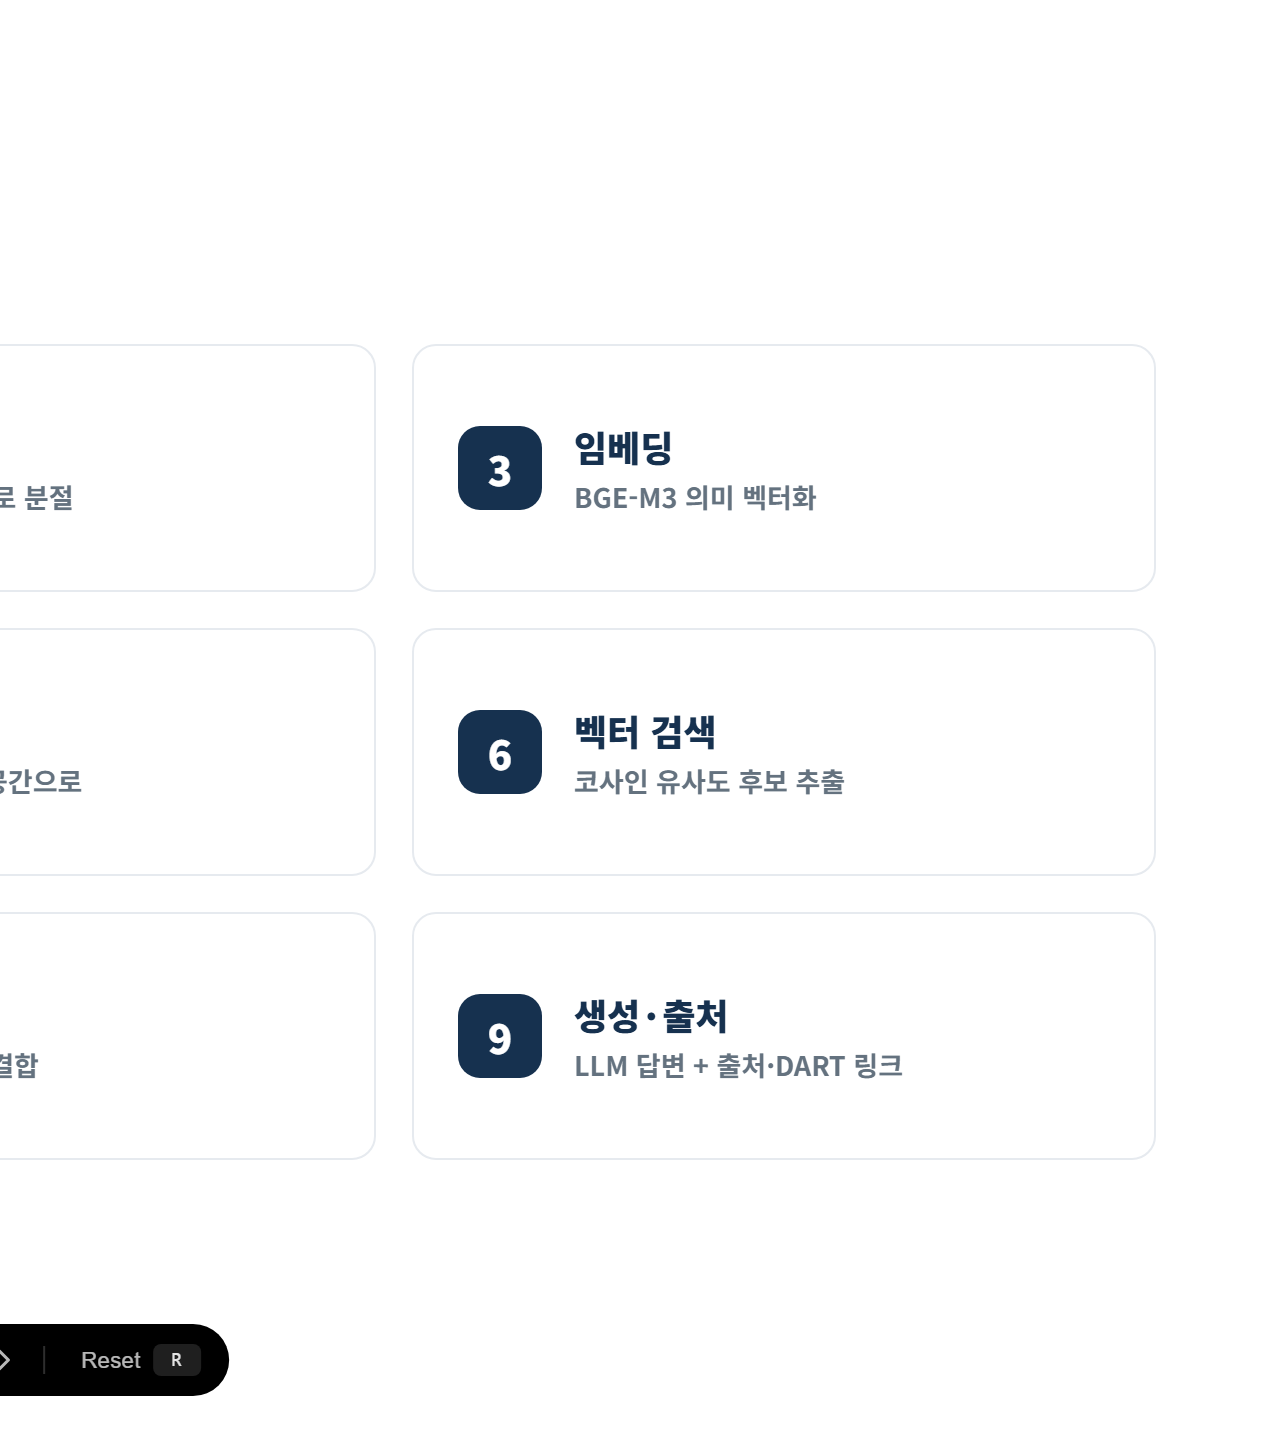 3
임베딩
로 분절
BGE-M3 의미 벡터화
6
벡터 검색
공간으로
코사인 유사도 후보 추출
9
생성·출처
결합
LLM 답변 + 출처·DART 링크
Reset R